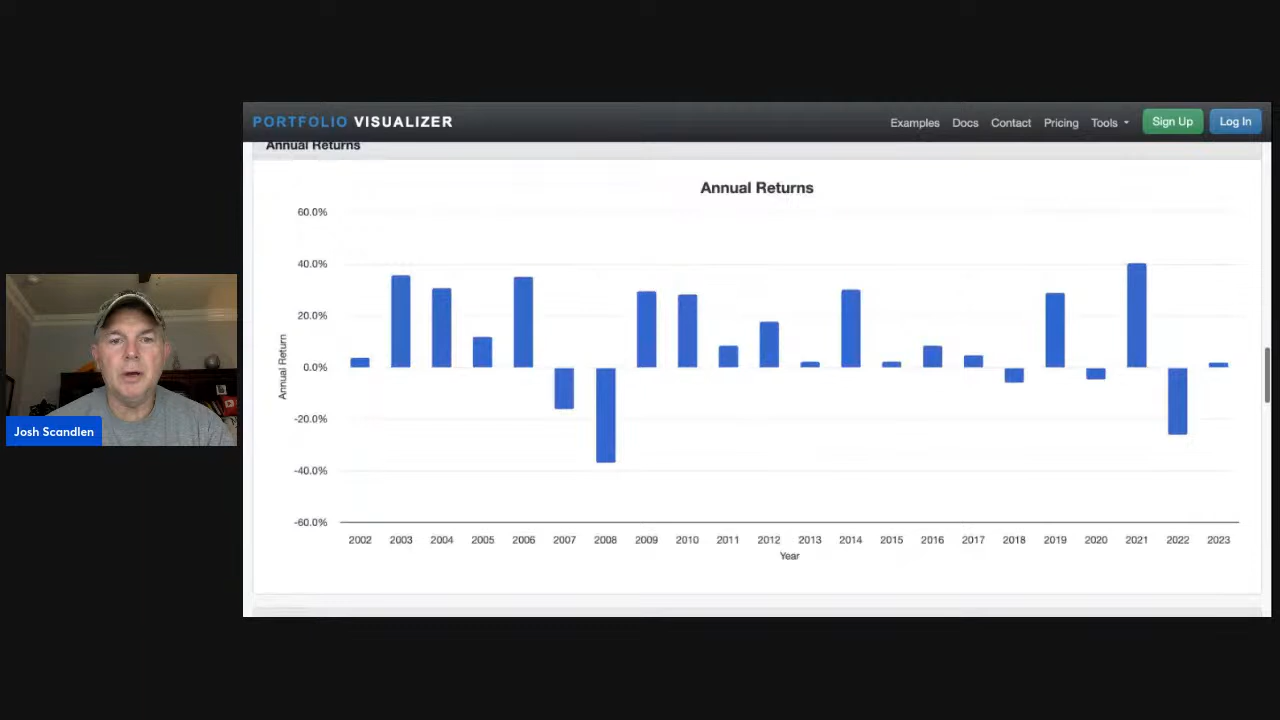 PORTFOLIO VISUALIZER
Examples Docs Contact Pricing Tools Sign Up Log In
Annual Returns
Annual Returns
60.0%
40.0%
20.0%
0.0%
-20.0%
-40.0%
-60.0%
Annual Return
2002 2003 2004 2005 2006 2007 2008 2009 2010 2011 2012 2013 2014 2015 2016 2017 2018 2019 2020 2021 2022 2023
Year
Josh Scandlen